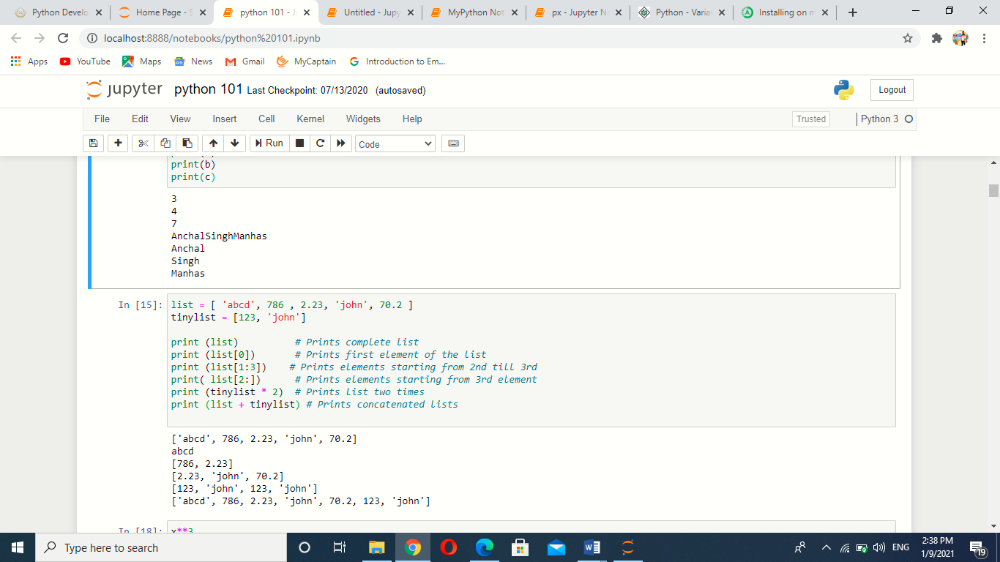 Python Develo
Home Page - S
python 101 - J
Untitled - Jupy
MyPython Not
px - Jupyter N
Python - Varia
Installing on m
localhost:8888/notebooks/python%20101.ipynb
Apps YouTube Maps News Gmail MyCaptain Introduction to Em...
jupyter python 101 Last Checkpoint: 07/13/2020 (autosaved)
Logout
File Edit View Insert Cell Kernel Widgets Help
Trusted
Python 3
Run
Code
print(b)
print(c)
3
4
7
AnchalSinghManhas
Anchal
Singh
Manhas
In [15]: list = [ 'abcd', 786 , 2.23, 'john', 70.2 ]
tinylist = [123, 'john']
print (list)          # Prints complete list
print (list[0])       # Prints first element of the list
print (list[1:3])    # Prints elements starting from 2nd till 3rd
print( list[2:])      # Prints elements starting from 3rd element
print (tinylist * 2)  # Prints list two times
print (list + tinylist) # Prints concatenated lists
['abcd', 786, 2.23, 'john', 70.2]
abcd
[786, 2.23]
[2.23, 'john', 70.2]
[123, 'john', 123, 'john']
['abcd', 786, 2.23, 'john', 70.2, 123, 'john']
In [18]: x**3
Type here to search
ENG
2:38 PM
1/9/2021
19